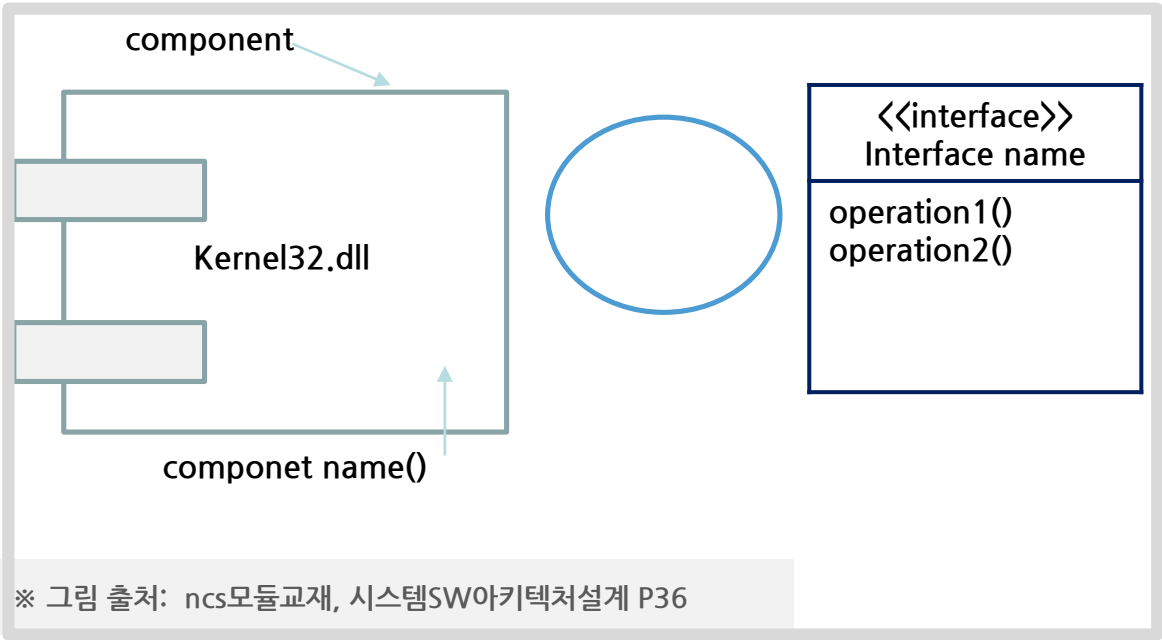 component
<<interface>>
Interface name
operation1()
operation2()
Kernel32.dll
componet name()
※ 그림 출처: ncs모듈교재, 시스템SW아키텍처설계 P36